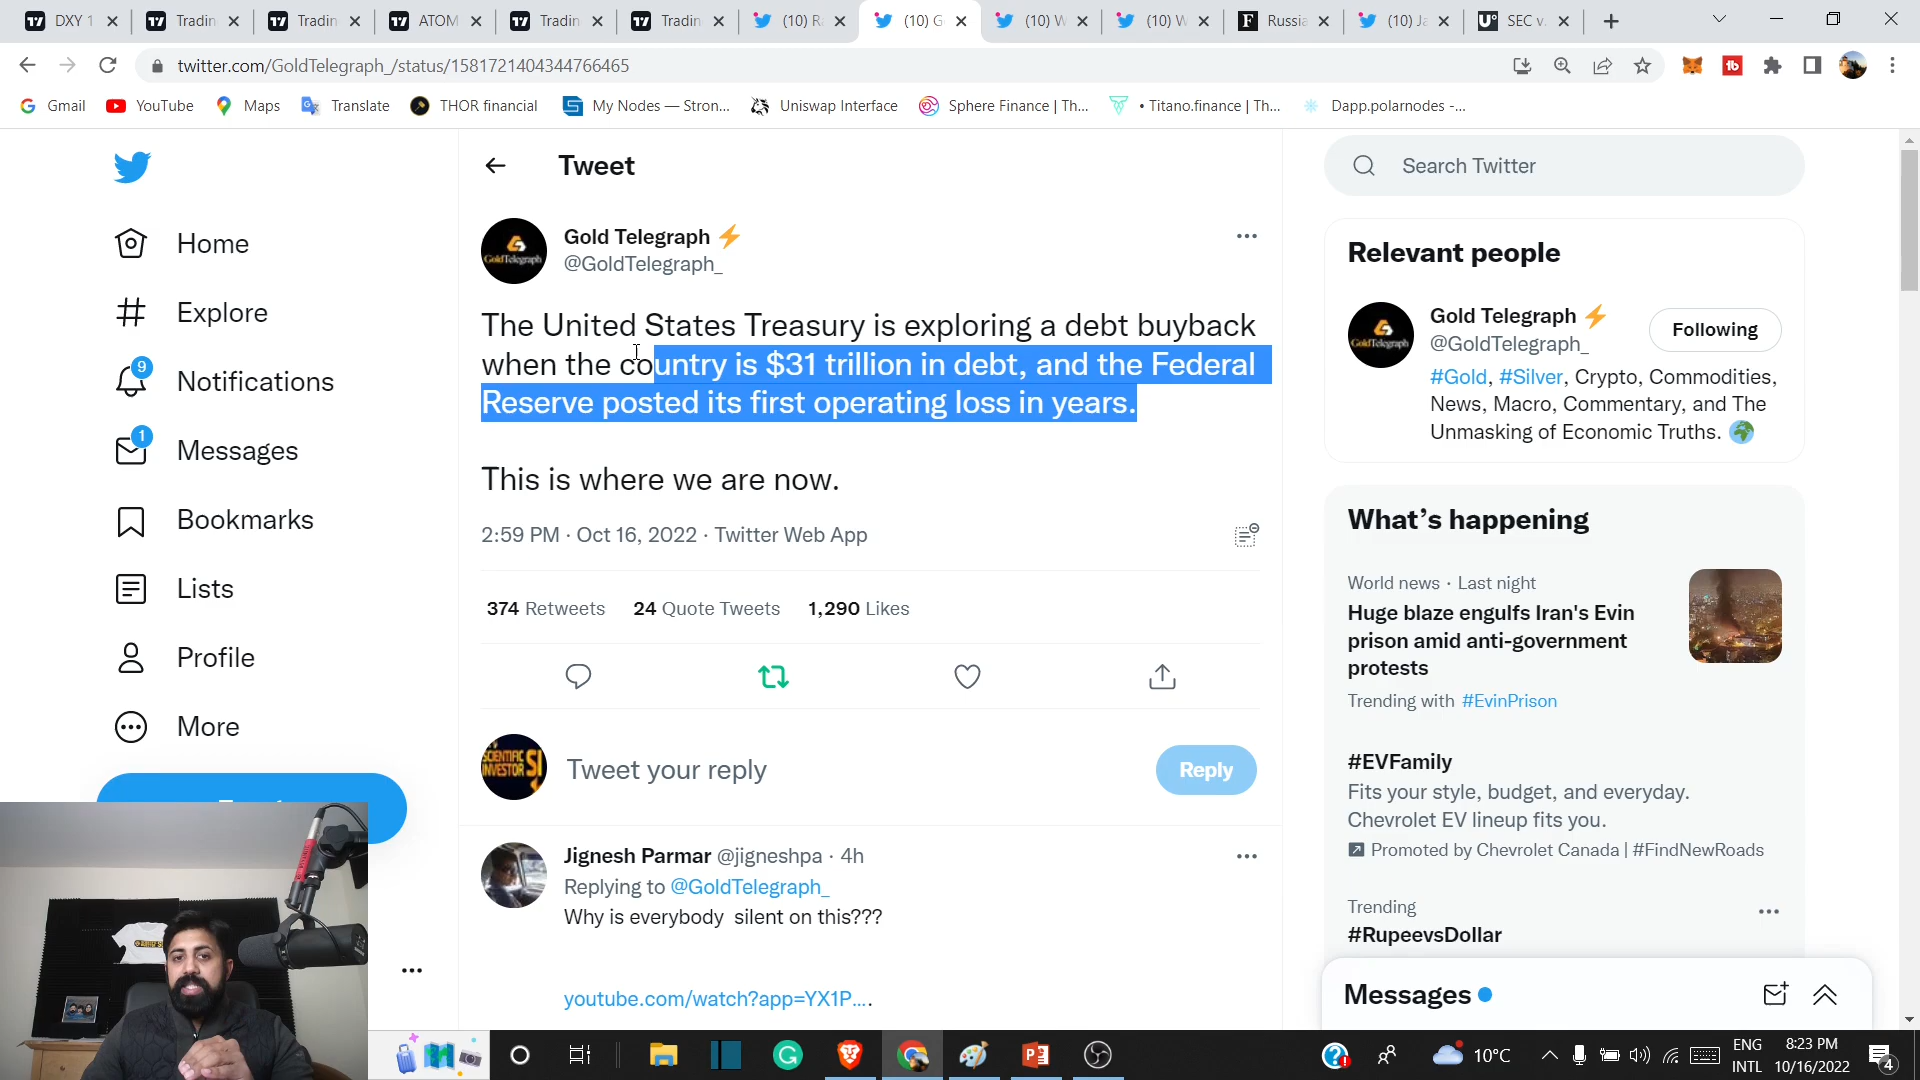 DXY 1
Tradin
Tradin
ATOM
Tradin
Tradin
(10) R
(10) G
(10) W
(10) W
Russia
(10) Ja
SEC v.
twitter.com/GoldTelegraph_/status/1581721404344766465
Gmail
YouTube
Maps
Translate
THOR financial
My Nodes — Stron...
Uniswap Interface
Sphere Finance | Th...
• Titano.finance | Th...
Dapp.polarnodes -...
Home
Explore
9
Notifications
1
Messages
Bookmarks
Lists
Profile
More
Tweet
Gold Telegraph ⚡
@GoldTelegraph_
The United States Treasury is exploring a debt buyback
when the country is $31 trillion in debt, and the Federal
Reserve posted its first operating loss in years.
This is where we are now.
2:59 PM · Oct 16, 2022 · Twitter Web App
374 Retweets 24 Quote Tweets 1,290 Likes
SCIENTIFIC
INVESTOR SI
Tweet your reply
Reply
Jignesh Parmar @jigneshpa · 4h
Replying to @GoldTelegraph_
Why is everybody silent on this???
youtube.com/watch?app=YX1P....
Search Twitter
Relevant people
Gold Telegraph ⚡
@GoldTelegraph_
Following
#Gold, #Silver, Crypto, Commodities,
News, Macro, Commentary, and The
Unmasking of Economic Truths. 🌍
What's happening
World news · Last night
Huge blaze engulfs Iran's Evin
prison amid anti-government
protests
Trending with #EvinPrison
#EVFamily
Fits your style, budget, and everyday.
Chevrolet EV lineup fits you.
Promoted by Chevrolet Canada | #FindNewRoads
Trending
#RupeevsDollar
Messages
10°C
ENG
INTL
8:23 PM
10/16/2022
4